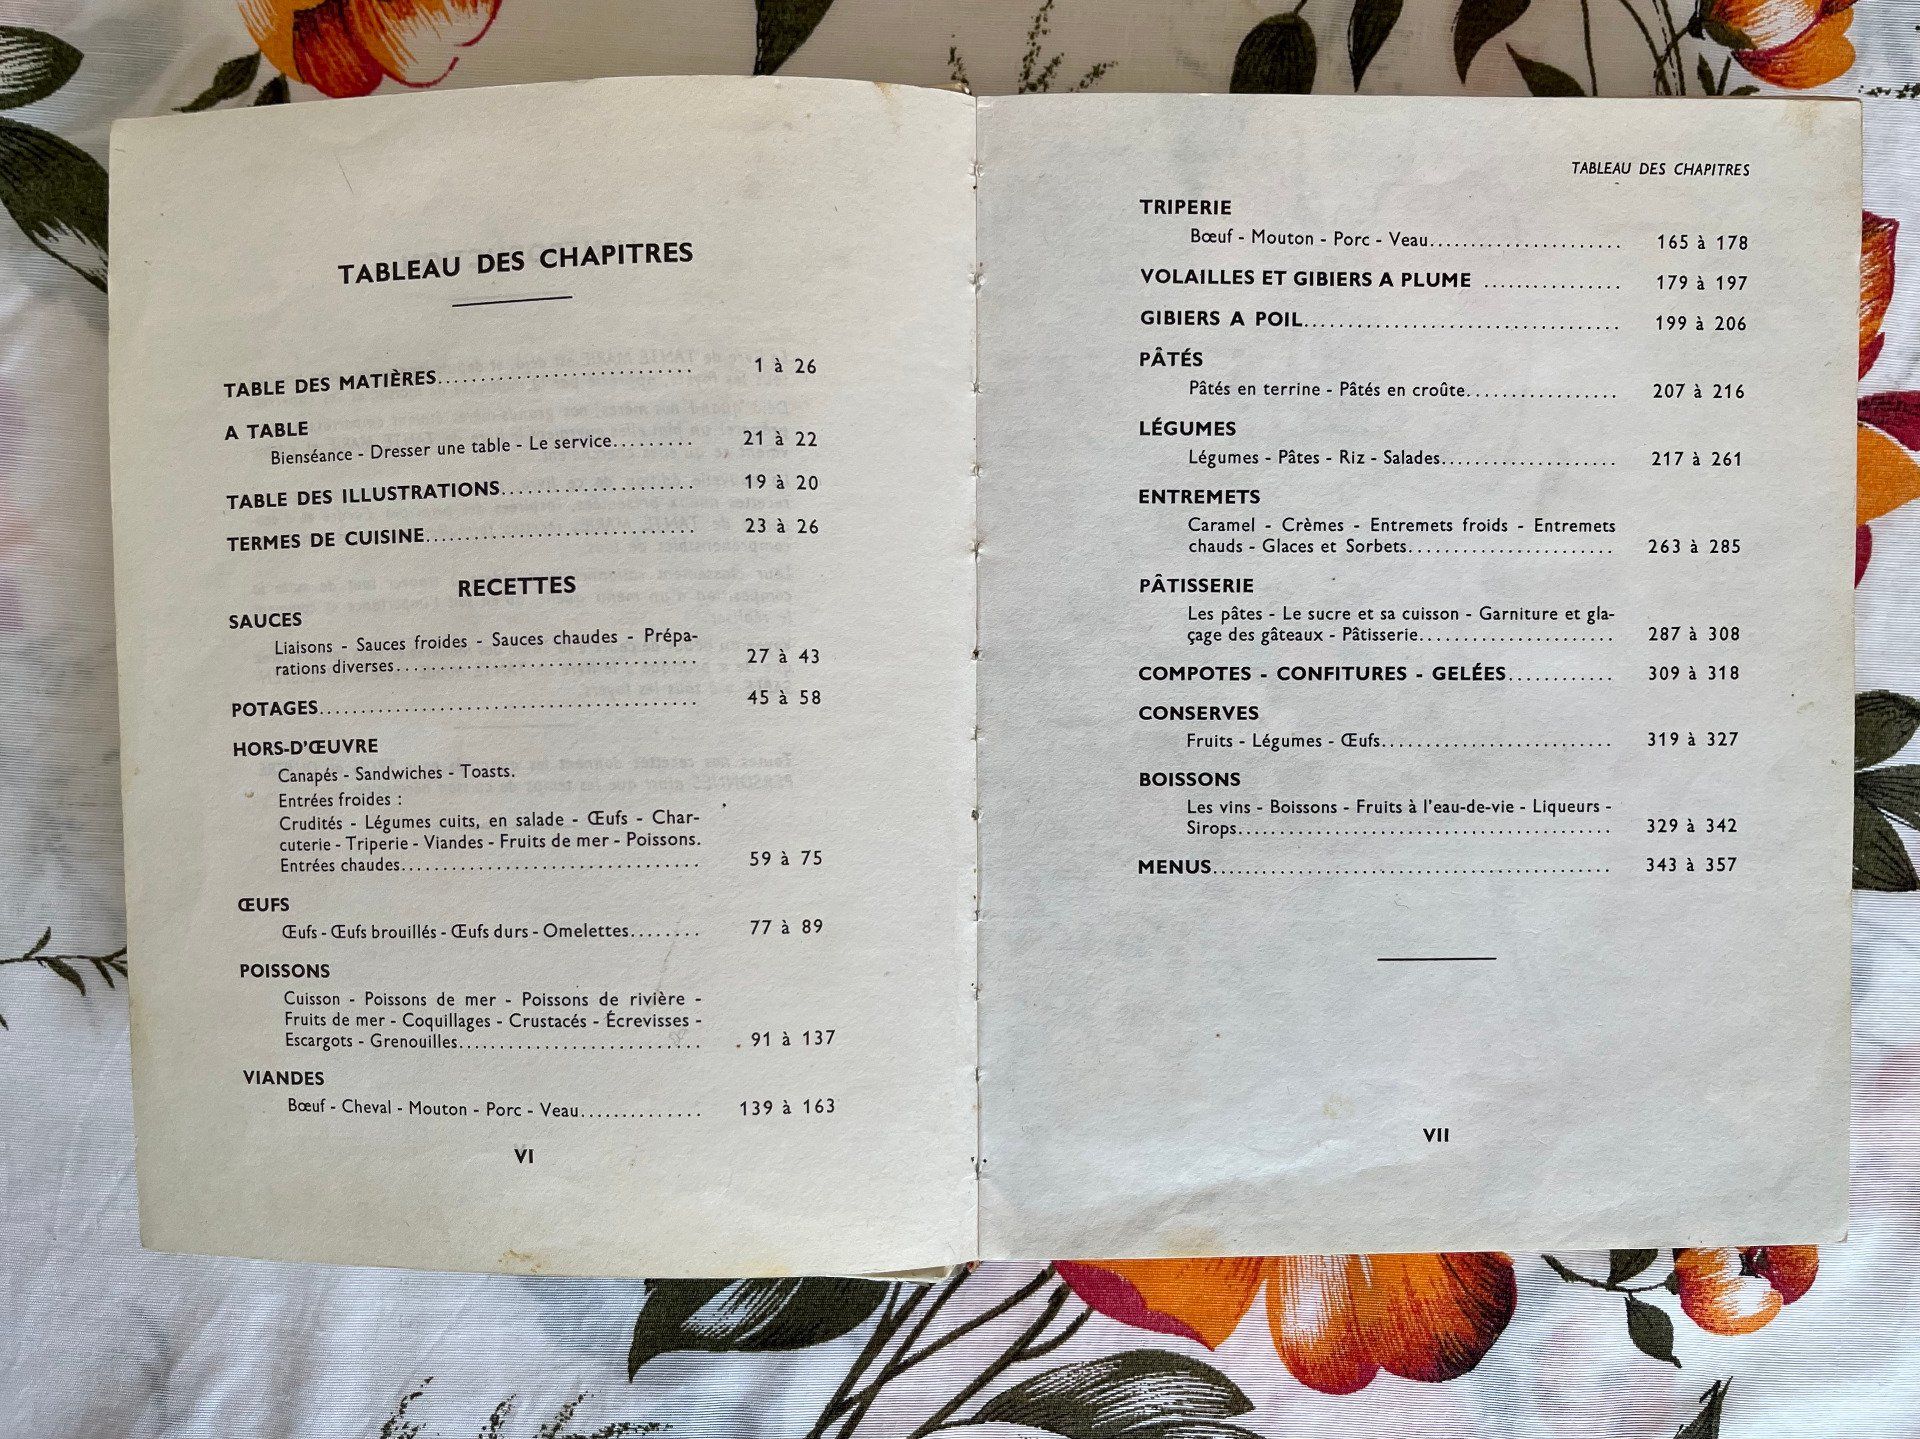 TABLEAU DES CHAPITRES
TABLE DES MATIÈRES........................ 1 à 26
A TABLE
Bienséance - Dresser une table - Le service......... 21 à 22
TABLE DES ILLUSTRATIONS.................... 19 à 20
TERMES DE CUISINE........................... 23 à 26
RECETTES
SAUCES
Liaisons - Sauces froides - Sauces chaudes - Prépa-
rations diverses................................ 27 à 43
POTAGES....................................... 45 à 58
HORS-D'ŒUVRE
Canapés - Sandwiches - Toasts.
Entrées froides :
Crudités - Légumes cuits, en salade - Œufs - Char-
cuterie - Triperie - Viandes - Fruits de mer - Poissons.
Entrées chaudes............................... 59 à 75
ŒUFS
Œufs - Œufs brouillés - Œufs durs - Omelettes........ 77 à 89
POISSONS
Cuisson - Poissons de mer - Poissons de rivière -
Fruits de mer - Coquillages - Crustacés - Écrevisses -
Escargots - Grenouilles......................... 91 à 137
VIANDES
Bœuf - Cheval - Mouton - Porc - Veau.............. 139 à 163
VI
TABLEAU DES CHAPITRES
TRIPERIE
Bœuf - Mouton - Porc - Veau...................... 165 à 178
VOLAILLES ET GIBIERS A PLUME ................ 179 à 197
GIBIERS A POIL.................................... 199 à 206
PÂTÉS
Pâtés en terrine - Pâtés en croûte................. 207 à 216
LÉGUMES
Légumes - Pâtes - Riz - Salades.................... 217 à 261
ENTREMETS
Caramel - Crèmes - Entremets froids - Entremets
chauds - Glaces et Sorbets........................ 263 à 285
PÂTISSERIE
Les pâtes - Le sucre et sa cuisson - Garniture et gla-
çage des gâteaux - Pâtisserie....................... 287 à 308
COMPOTES - CONFITURES - GELÉES............ 309 à 318
CONSERVES
Fruits - Légumes - Œufs........................... 319 à 327
BOISSONS
Les vins - Boissons - Fruits à l'eau-de-vie - Liqueurs -
Sirops.......................................... 329 à 342
MENUS............................................ 343 à 357
VII